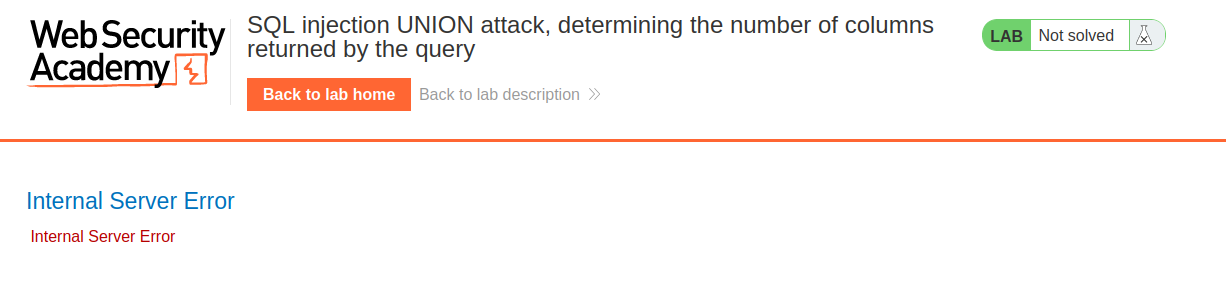 Web Security
Academy
SQL injection UNION attack, determining the number of columns
returned by the query
Back to lab home
Back to lab description
LAB
Not solved
Internal Server Error
Internal Server Error